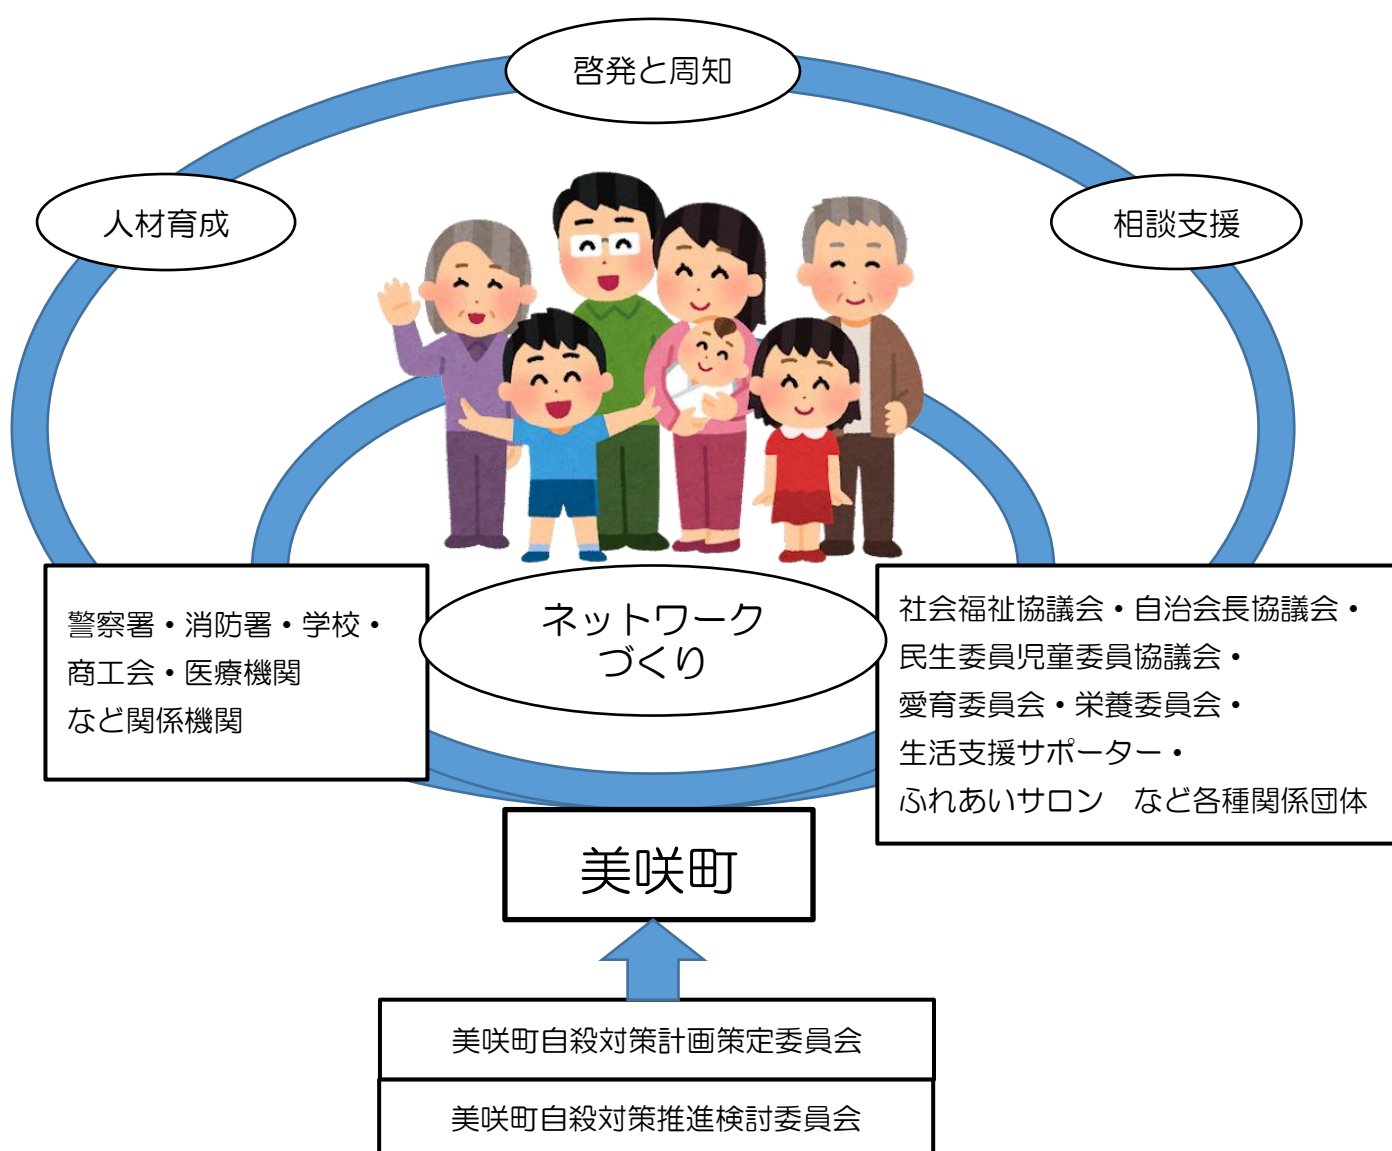 啓発と周知
人材育成
相談支援
ネットワーク
づくり
警察署・消防署・学校・
商工会・医療機関
など関係機関
社会福祉協議会・自治会長協議会・
民生委員児童委員協議会・
愛育委員会・栄養委員会・
生活支援サポーター・
ふれあいサロン　など各種関係団体
美咲町
美咲町自殺対策計画策定委員会
美咲町自殺対策推進検討委員会